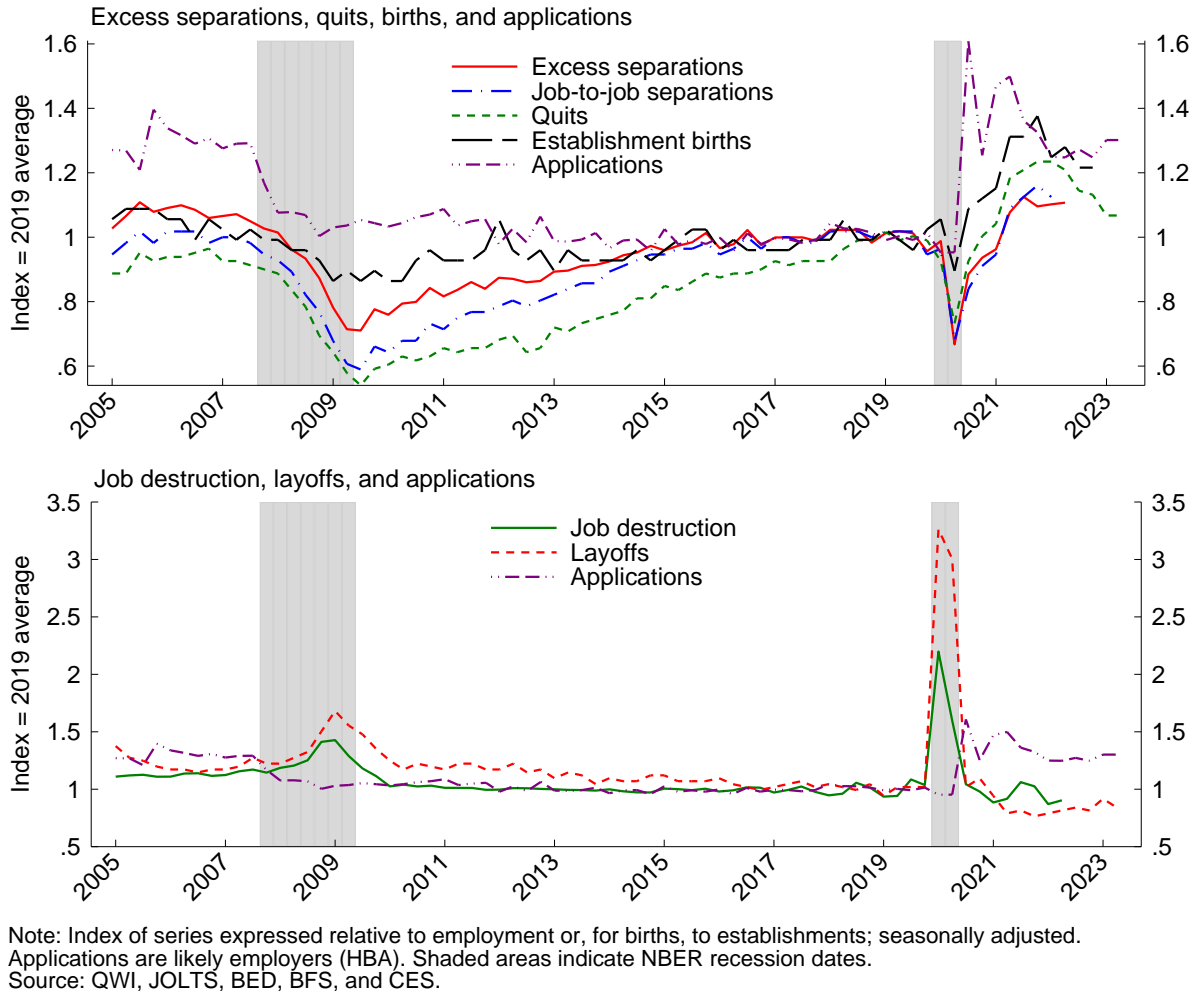 Excess separations, quits, births, and applications
1.6 1.6
1.4 1.4
1.2 1.2
1 1
.8 .8
.6 .6
Index = 2019 average
Excess separations
Job-to-job separations
Quits
Establishment births
Applications
2005 2007 2009 2011 2013 2015 2017 2019 2021 2023
Job destruction, layoffs, and applications
3.5 3.5
3 3
2.5 2.5
2 2
1.5 1.5
1 1
.5 .5
Index = 2019 average
Job destruction
Layoffs
Applications
2005 2007 2009 2011 2013 2015 2017 2019 2021 2023
Note: Index of series expressed relative to employment or, for births, to establishments; seasonally adjusted.
Applications are likely employers (HBA). Shaded areas indicate NBER recession dates.
Source: QWI, JOLTS, BED, BFS, and CES.